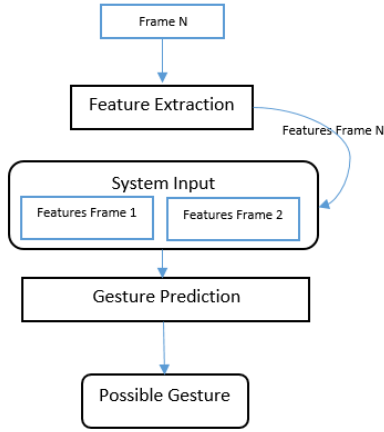 Frame N
Feature Extraction
Features Frame N
System Input
Features Frame 1
Features Frame 2
Gesture Prediction
Possible Gesture